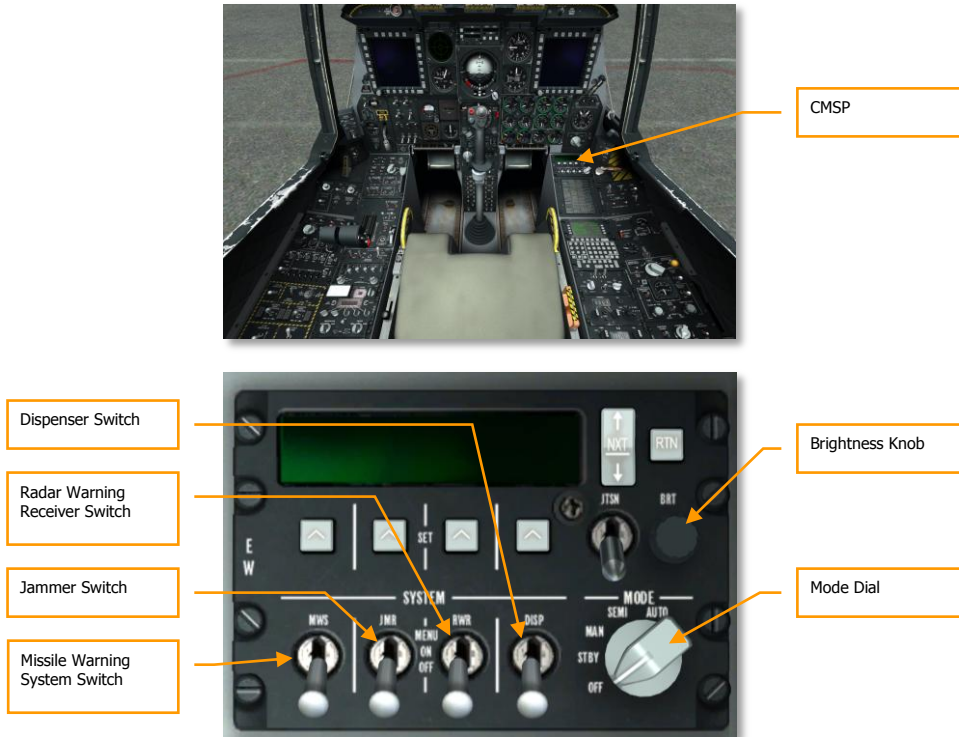 CMSP
Dispenser Switch
Radar Warning
Receiver Switch
Jammer Switch
Missile Warning
System Switch
Brightness Knob
Mode Dial
NXT
RTN
JTSN
BRT
SET
E
W
SYSTEM
MWS
JMR
RWR
DISP
MENU
ON
OFF
MODE
SEMI
AUTO
MAN
STBY
OFF